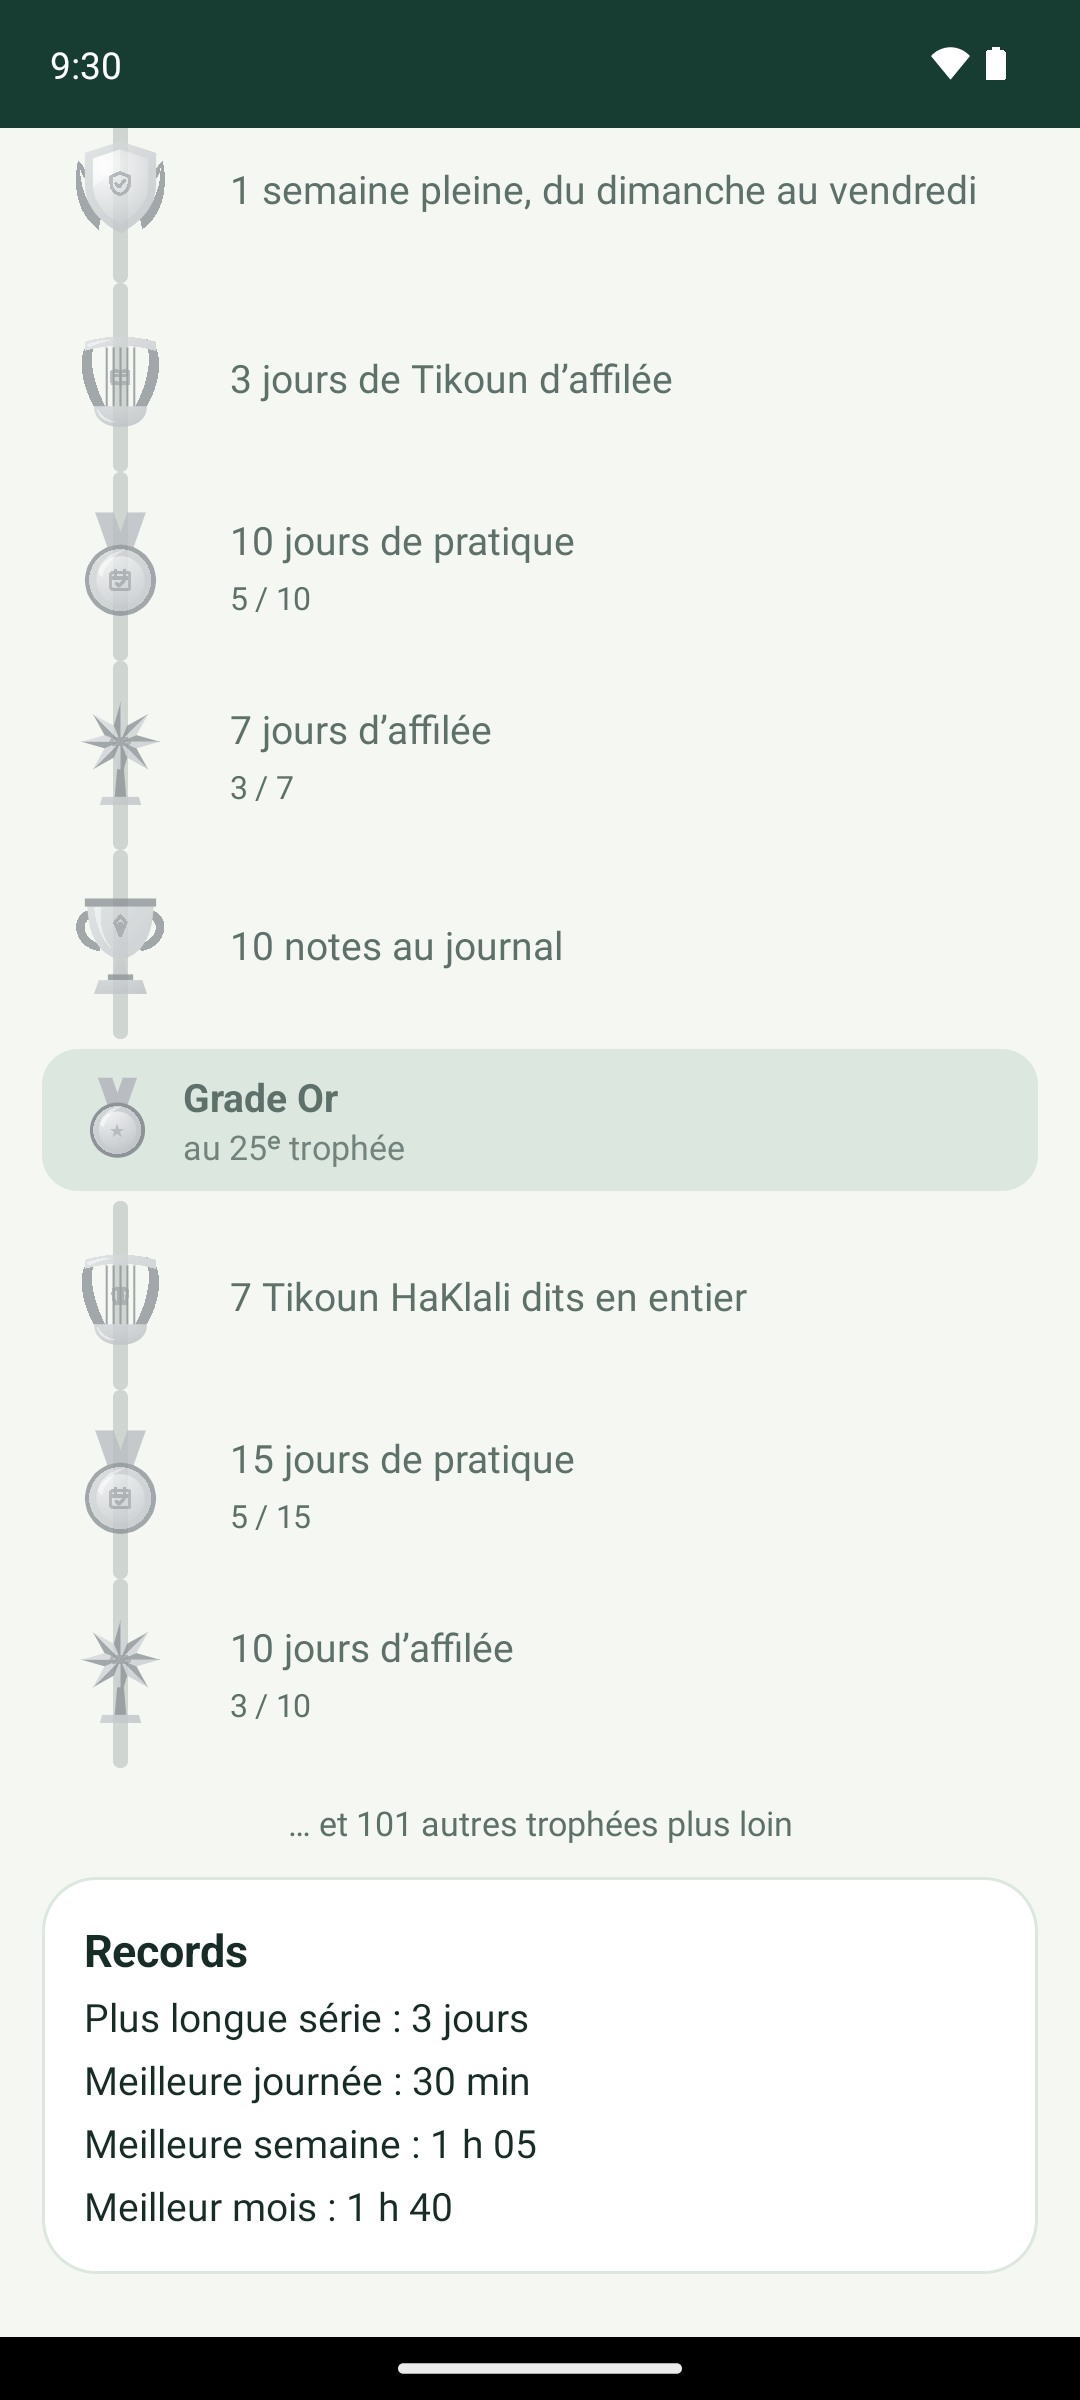 9:30
1 semaine pleine, du dimanche au vendredi
3 jours de Tikoun d’affilée
10 jours de pratique
5 / 10
7 jours d’affilée
3 / 7
10 notes au journal
Grade Or
au 25ᵉ trophée
7 Tikoun HaKlali dits en entier
15 jours de pratique
5 / 15
10 jours d’affilée
3 / 10
… et 101 autres trophées plus loin
Records
Plus longue série : 3 jours
Meilleure journée : 30 min
Meilleure semaine : 1 h 05
Meilleur mois : 1 h 40